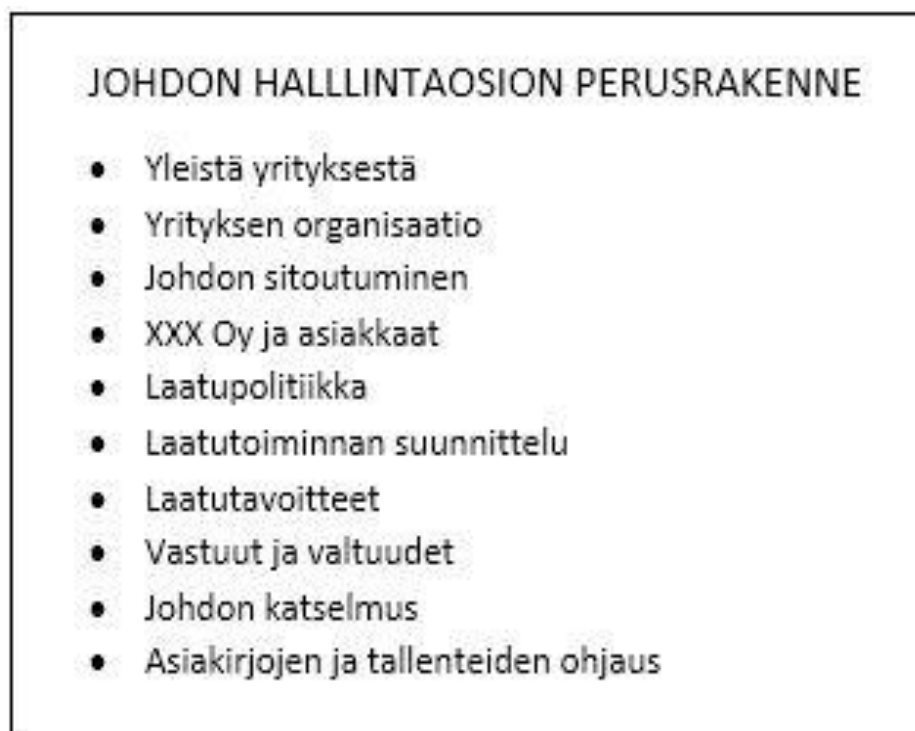 JOHDON HALLLINTAOSION PERUSRAKENNE
• Yleistä yrityksestä
• Yrityksen organisaatio
• Johdon sitoutuminen
• XXX Oy ja asiakkaat
• Laatupolitiikka
• Laatutoiminnan suunnittelu
• Laatutavoitteet
• Vastuut ja valtuudet
• Johdon katselmus
• Asiakirjojen ja tallenteiden ohjaus